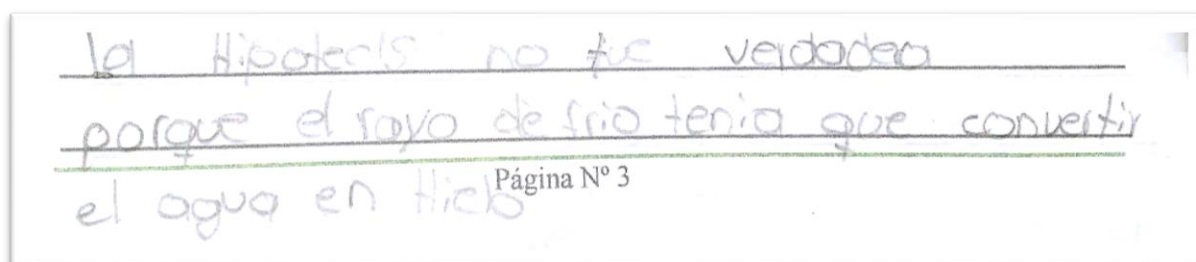 la Hipotecis no fue verdadea
porque el rayo de frio tenia que convertir
Página Nº 3
el agua en Hielo